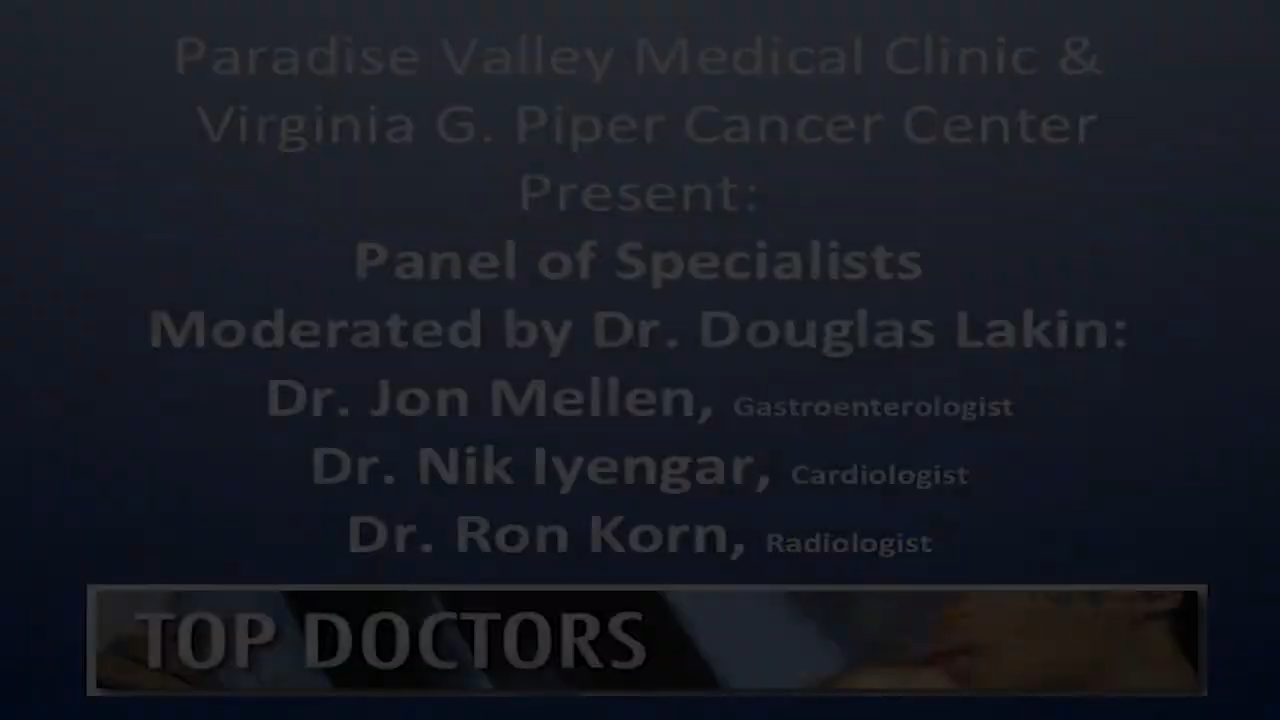 Paradise Valley Medical Clinic &
Virginia G. Piper Cancer Center
Present:
Panel of Specialists
Moderated by Dr. Douglas Lakin:
Dr. Jon Mellen, Gastroenterologist
Dr. Nik Iyengar, Cardiologist
Dr. Ron Korn, Radiologist
TOP DOCTORS